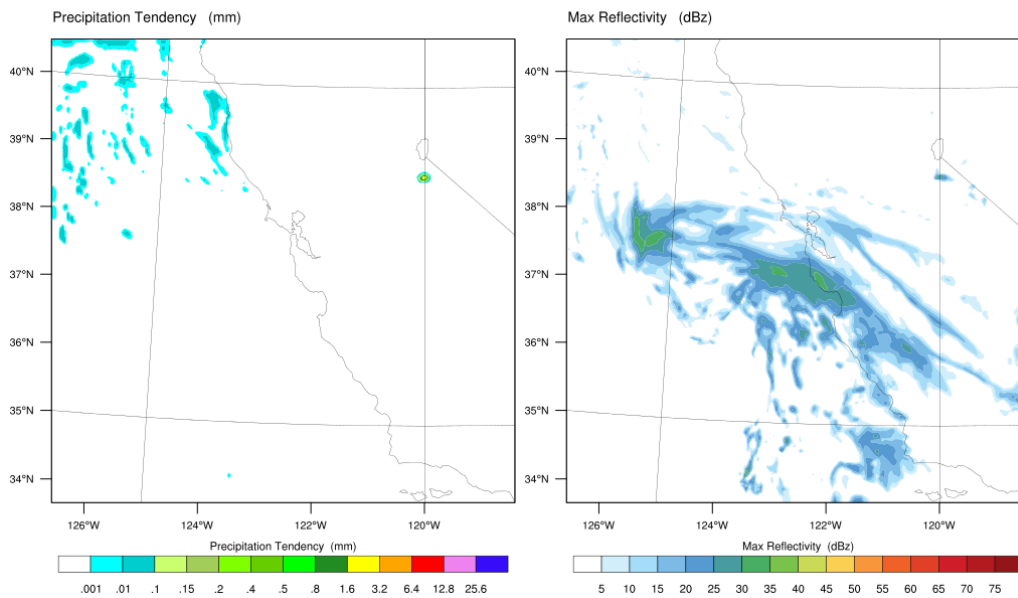 Precipitation Tendency (mm)
40°N
39°N
38°N
37°N
36°N
35°N
34°N
126°W 124°W 122°W 120°W
Precipitation Tendency (mm)
.001 .01 .1 .15 .2 .4 .5 .8 1.6 3.2 6.4 12.8 25.6
Max Reflectivity (dBz)
40°N
39°N
38°N
37°N
36°N
35°N
34°N
126°W 124°W 122°W 120°W
Max Reflectivity (dBz)
5 10 15 20 25 30 35 40 45 50 55 60 65 70 75